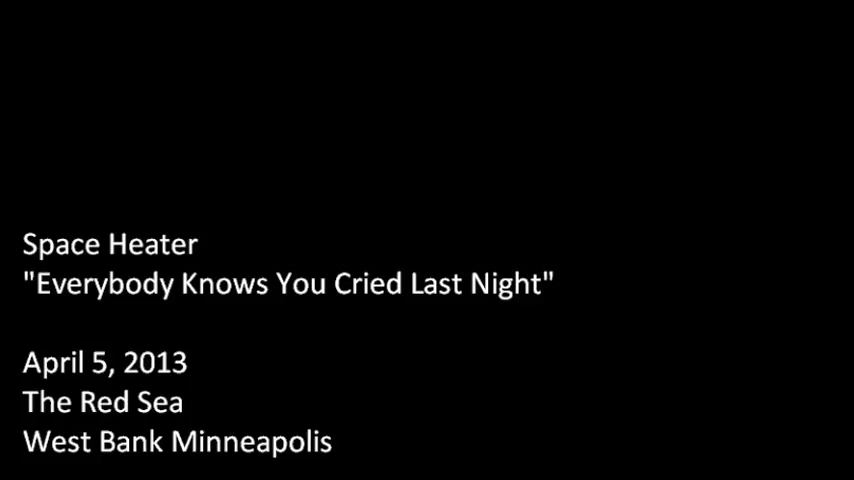 Space Heater
"Everybody Knows You Cried Last Night"
April 5, 2013
The Red Sea
West Bank Minneapolis